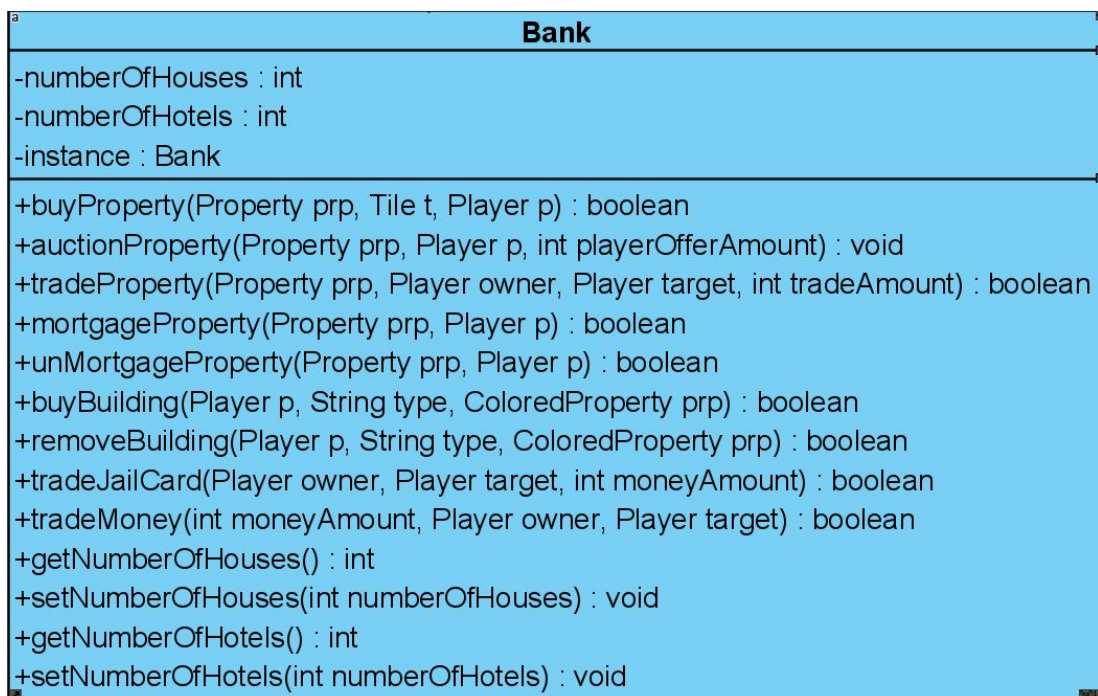 a
Bank
-numberOfHouses : int
-numberOfHotels : int
-instance : Bank
+buyProperty(Property prp, Tile t, Player p) : boolean
+auctionProperty(Property prp, Player p, int playerOfferAmount) : void
+tradeProperty(Property prp, Player owner, Player target, int tradeAmount) : boolean
+mortgageProperty(Property prp, Player p) : boolean
+unMortgageProperty(Property prp, Player p) : boolean
+buyBuilding(Player p, String type, ColoredProperty prp) : boolean
+removeBuilding(Player p, String type, ColoredProperty prp) : boolean
+tradeJailCard(Player owner, Player target, int moneyAmount) : boolean
+tradeMoney(int moneyAmount, Player owner, Player target) : boolean
+getNumberOfHouses() : int
+setNumberOfHouses(int numberOfHouses) : void
+getNumberOfHotels() : int
+setNumberOfHotels(int numberOfHotels) : void